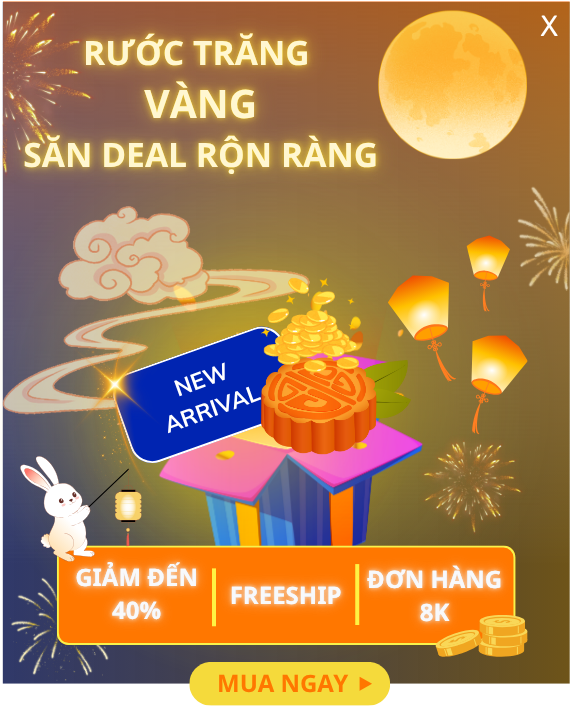 X
RƯỚC TRĂNG
VÀNG
SĂN DEAL RỘN RÀNG
NEW
ARRIVAL
GIẢM ĐẾN
40%
FREESHIP
ĐƠN HÀNG
8K
MUA NGAY